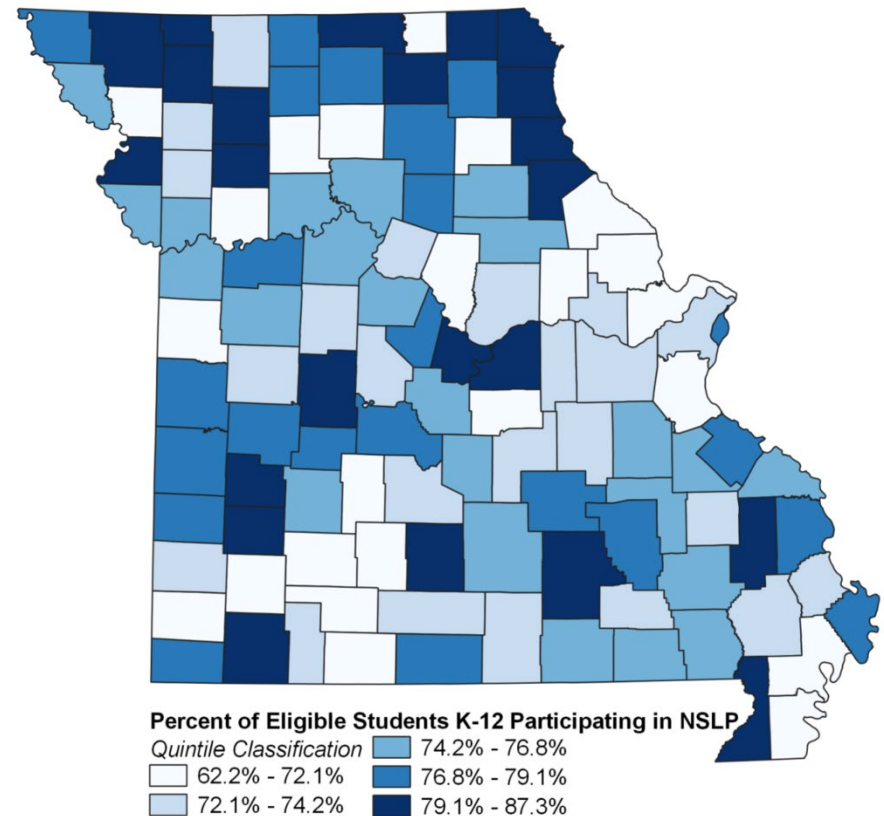 Percent of Eligible Students K-12 Participating in NSLP
Quintile Classification
74.2% - 76.8%
62.2% - 72.1%
76.8% - 79.1%
72.1% - 74.2%
79.1% - 87.3%